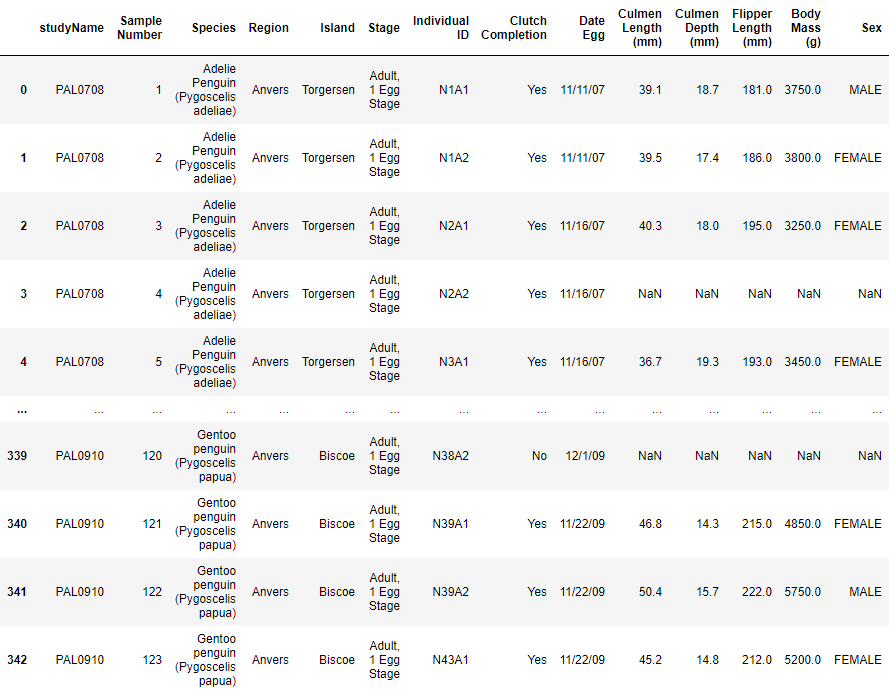 studyName Sample Number Species Region Island Stage Individual ID Clutch Completion Date Egg Culmen Length (mm) Culmen Depth (mm) Flipper Length (mm) Body Mass (g) Sex
0 PAL0708 1 Adelie Penguin (Pygoscelis adeliae) Anvers Torgersen Adult, 1 Egg Stage N1A1 Yes 11/11/07 39.1 18.7 181.0 3750.0 MALE
1 PAL0708 2 Adelie Penguin (Pygoscelis adeliae) Anvers Torgersen Adult, 1 Egg Stage N1A2 Yes 11/11/07 39.5 17.4 186.0 3800.0 FEMALE
2 PAL0708 3 Adelie Penguin (Pygoscelis adeliae) Anvers Torgersen Adult, 1 Egg Stage N2A1 Yes 11/16/07 40.3 18.0 195.0 3250.0 FEMALE
3 PAL0708 4 Adelie Penguin (Pygoscelis adeliae) Anvers Torgersen Adult, 1 Egg Stage N2A2 Yes 11/16/07 NaN NaN NaN NaN NaN
4 PAL0708 5 Adelie Penguin (Pygoscelis adeliae) Anvers Torgersen Adult, 1 Egg Stage N3A1 Yes 11/16/07 36.7 19.3 193.0 3450.0 FEMALE
... ... ... ... ... ... ... ... ... ... ... ... ... ... ...
339 PAL0910 120 Gentoo penguin (Pygoscelis papua) Anvers Biscoe Adult, 1 Egg Stage N38A2 No 12/1/09 NaN NaN NaN NaN NaN
340 PAL0910 121 Gentoo penguin (Pygoscelis papua) Anvers Biscoe Adult, 1 Egg Stage N39A1 Yes 11/22/09 46.8 14.3 215.0 4850.0 FEMALE
341 PAL0910 122 Gentoo penguin (Pygoscelis papua) Anvers Biscoe Adult, 1 Egg Stage N39A2 Yes 11/22/09 50.4 15.7 222.0 5750.0 MALE
342 PAL0910 123 Gentoo penguin (Pygoscelis papua) Anvers Biscoe Adult, 1 Egg Stage N43A1 Yes 11/22/09 45.2 14.8 212.0 5200.0 FEMALE